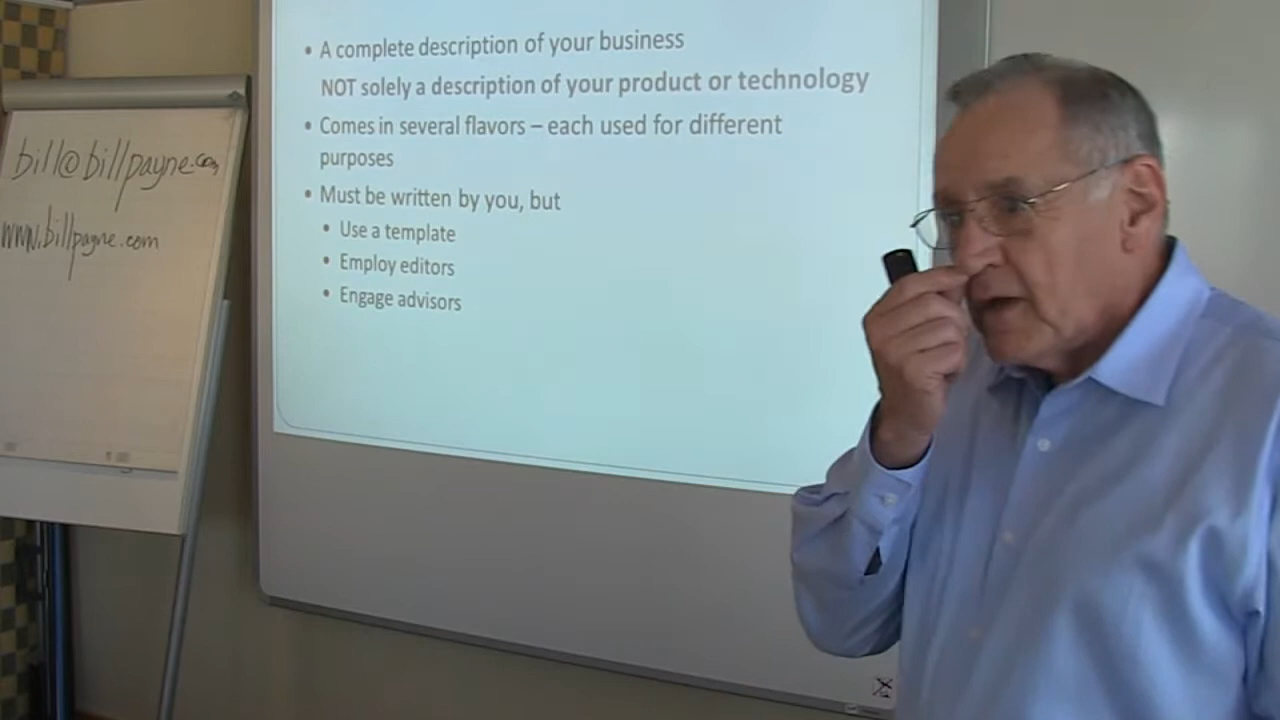 bill@billpayne.com
www.billpayne.com
• A complete description of your business
NOT solely a description of your product or technology
• Comes in several flavors – each used for different
purposes
• Must be written by you, but
• Use a template
• Employ editors
• Engage advisors